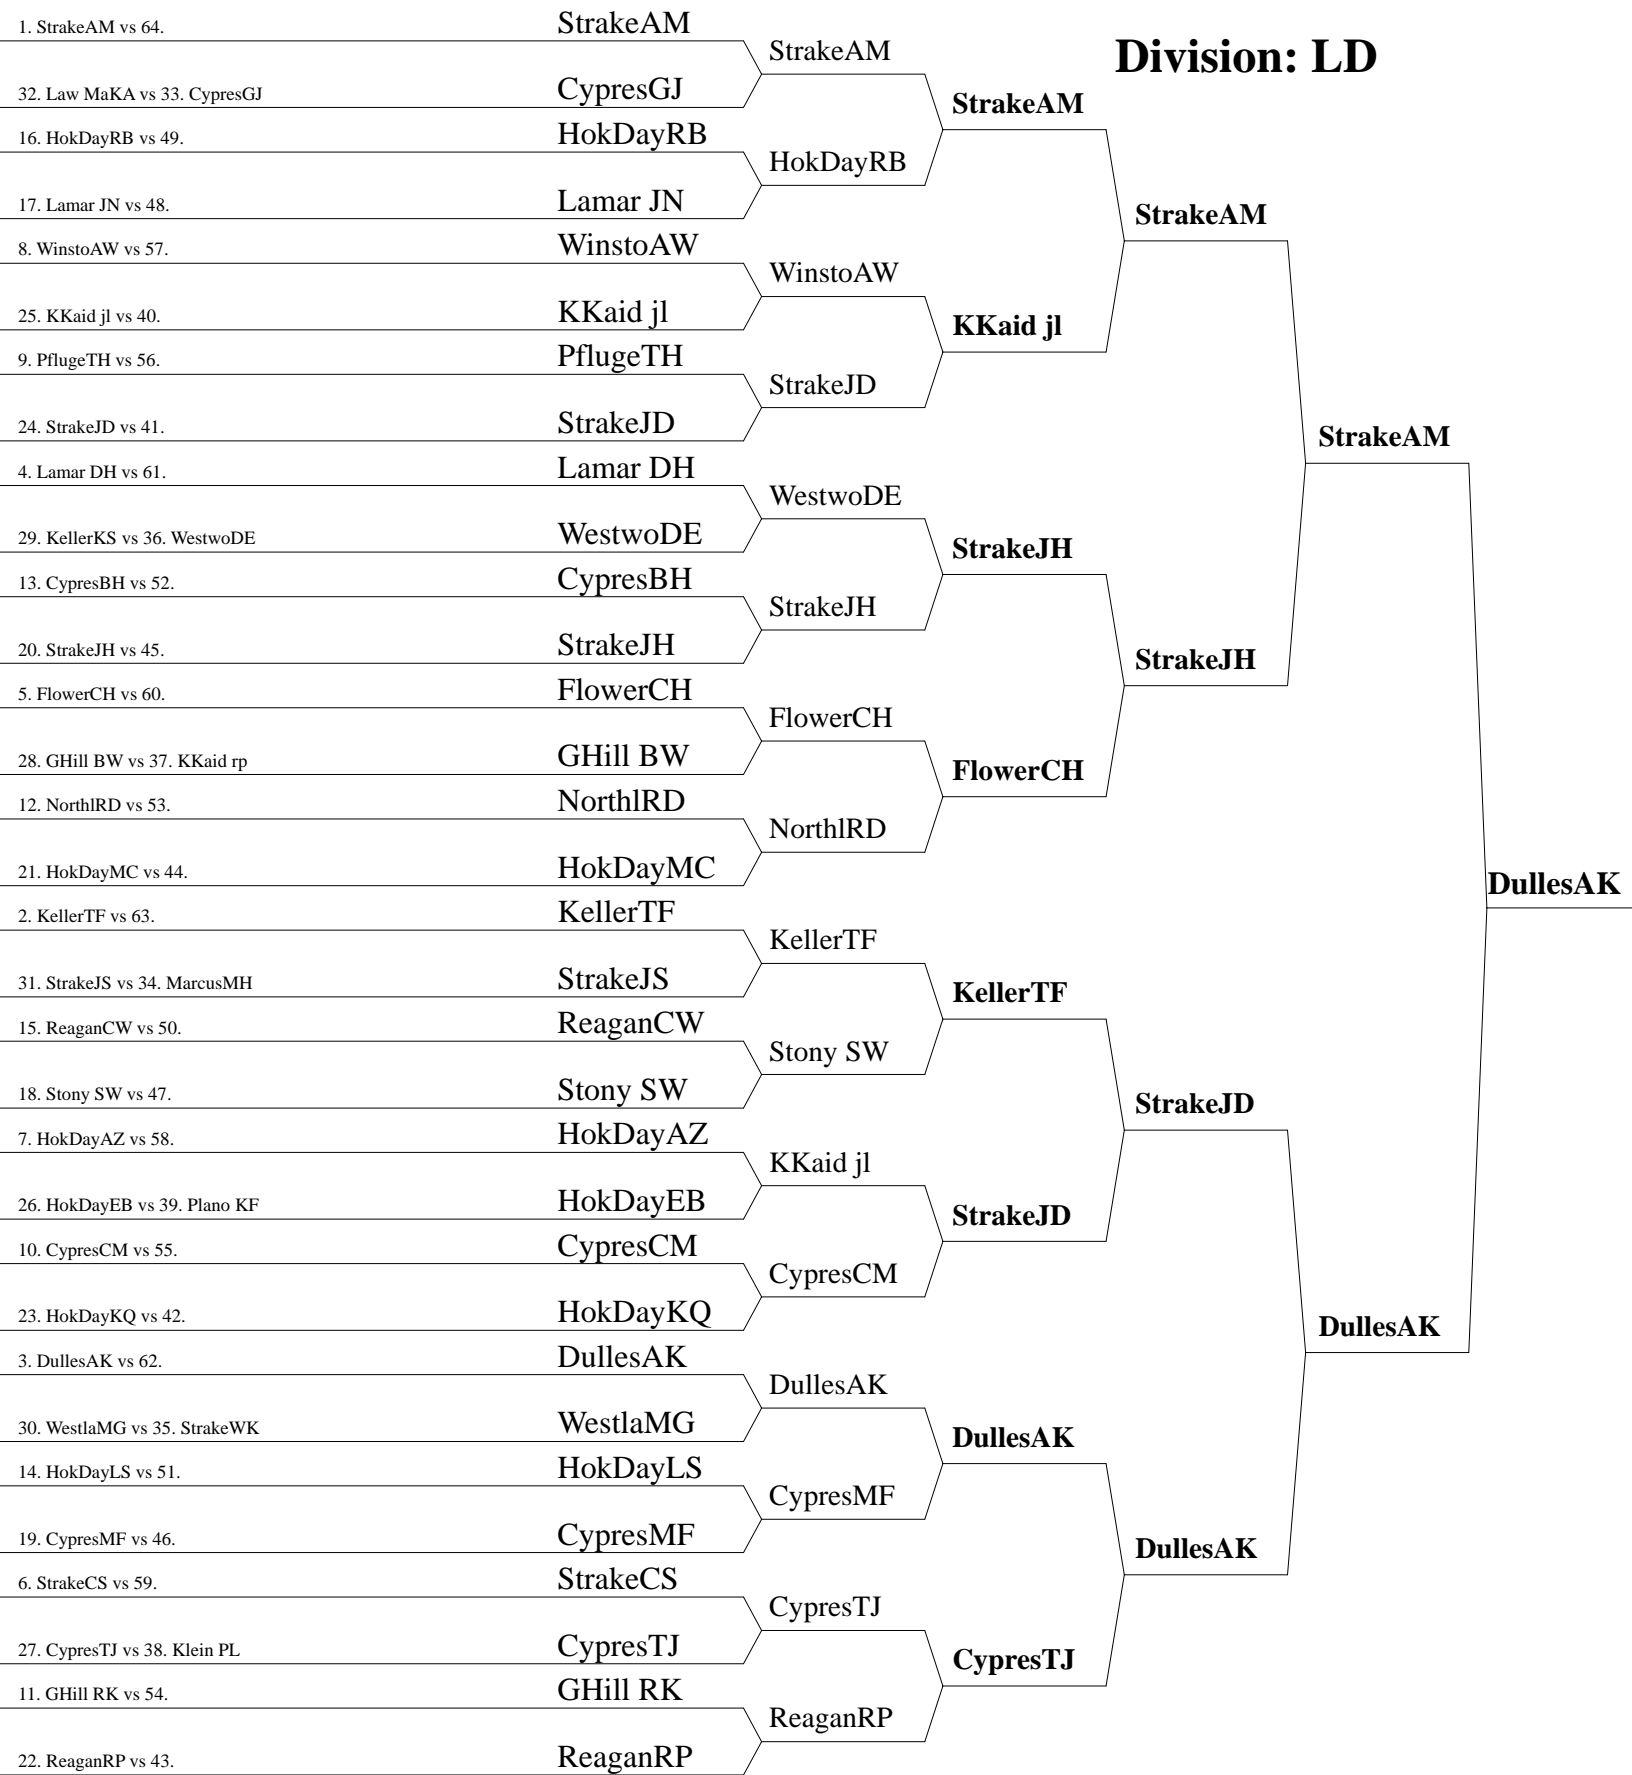 Division: LD
1. StrakeAM vs 64.
StrakeAM
StrakeAM
32. Law MaKA vs 33. CypresGJ
CypresGJ
StrakeAM
16. HokDayRB vs 49.
HokDayRB
HokDayRB
17. Lamar JN vs 48.
Lamar JN
StrakeAM
8. WinstoAW vs 57.
WinstoAW
WinstoAW
25. KKaid jl vs 40.
KKaid jl
KKaid jl
9. PflugeTH vs 56.
PflugeTH
StrakeJD
24. StrakeJD vs 41.
StrakeJD
StrakeAM
4. Lamar DH vs 61.
Lamar DH
WestwoDE
29. KellerKS vs 36. WestwoDE
WestwoDE
StrakeJH
13. CypresBH vs 52.
CypresBH
StrakeJH
20. StrakeJH vs 45.
StrakeJH
StrakeJH
5. FlowerCH vs 60.
FlowerCH
FlowerCH
28. GHill BW vs 37. KKaid rp
GHill BW
FlowerCH
12. NorthlRD vs 53.
NorthlRD
NorthlRD
21. HokDayMC vs 44.
HokDayMC
DullesAK
2. KellerTF vs 63.
KellerTF
KellerTF
31. StrakeJS vs 34. MarcusMH
StrakeJS
KellerTF
15. ReaganCW vs 50.
ReaganCW
Stony SW
18. Stony SW vs 47.
Stony SW
StrakeJD
7. HokDayAZ vs 58.
HokDayAZ
KKaid jl
26. HokDayEB vs 39. Plano KF
HokDayEB
StrakeJD
10. CypresCM vs 55.
CypresCM
CypresCM
23. HokDayKQ vs 42.
HokDayKQ
DullesAK
3. DullesAK vs 62.
DullesAK
DullesAK
30. WestlaMG vs 35. StrakeWK
WestlaMG
DullesAK
14. HokDayLS vs 51.
HokDayLS
CypresMF
19. CypresMF vs 46.
CypresMF
DullesAK
6. StrakeCS vs 59.
StrakeCS
CypresTJ
27. CypresTJ vs 38. Klein PL
CypresTJ
CypresTJ
11. GHill RK vs 54.
GHill RK
ReaganRP
22. ReaganRP vs 43.
ReaganRP